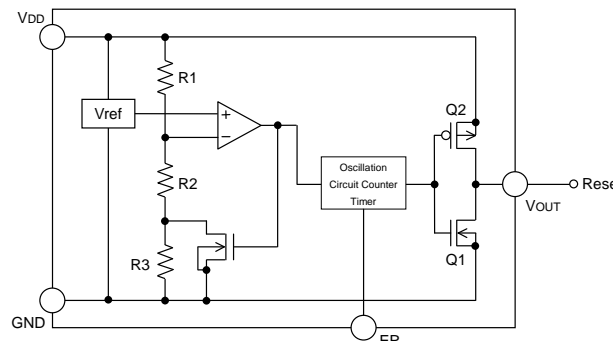 VDD
R1
Vref
+
−
Q2
R2
Oscillation
Circuit Counter
Timer
Rese
VOUT
R3
Q1
GND